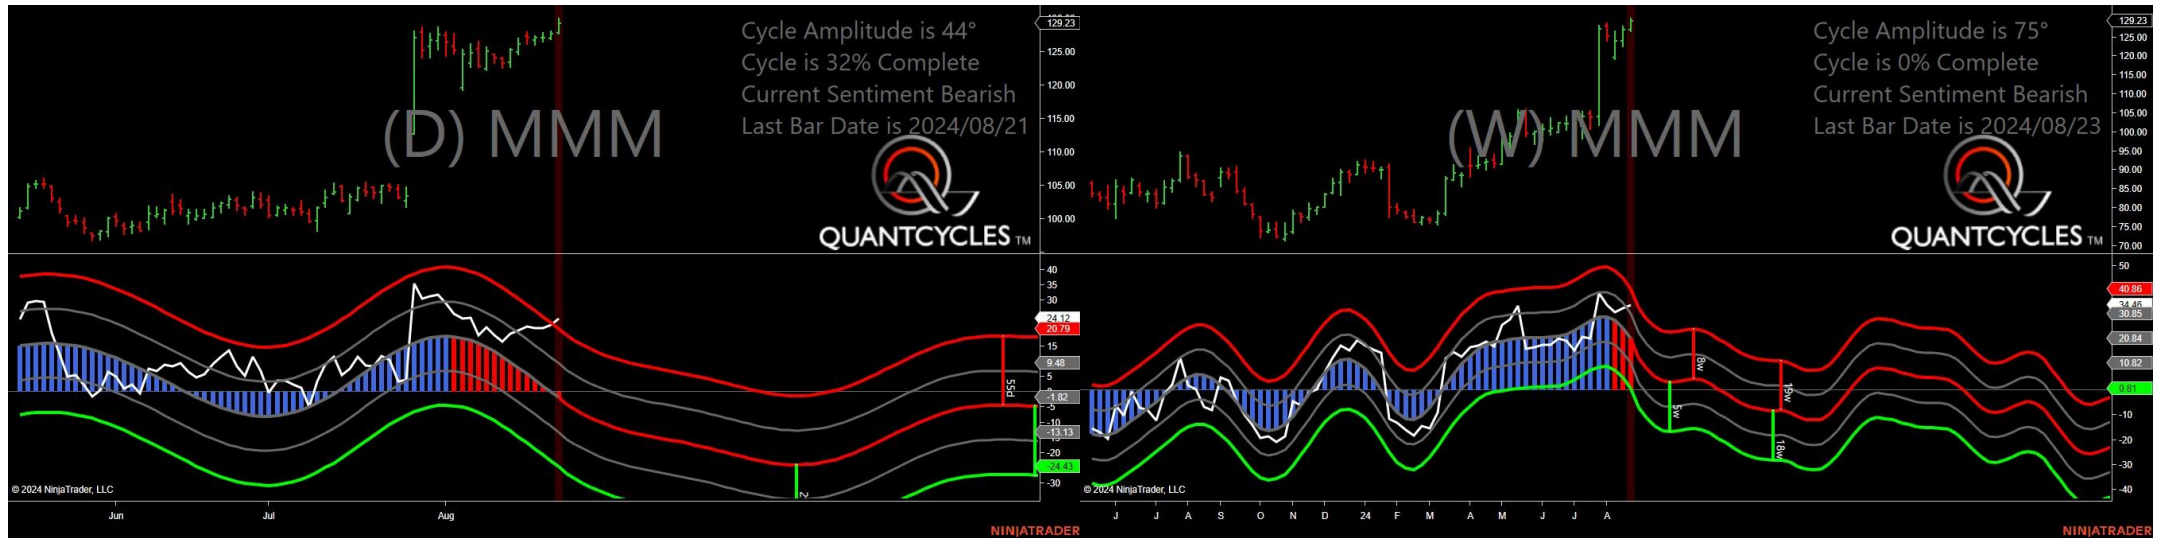 Cycle Amplitude is 44°
Cycle is 32% Complete
Current Sentiment Bearish
Last Bar Date is 2024/08/21
(D) MMM
QUANTCYCLES TM
129.23
125.00
120.00
115.00
110.00
105.00
100.00
40
35
30
24.12
20.79
15
9.48
5
-1.82
-5
-10
-13.13
-20
-24.43
-30
55d
2
© 2024 NinjaTrader, LLC
Jun
Jul
Aug
NINJATRADER
Cycle Amplitude is 75°
Cycle is 0% Complete
Current Sentiment Bearish
Last Bar Date is 2024/08/23
(W) MMM
QUANTCYCLES TM
129.23
125.00
120.00
115.00
110.00
105.00
100.00
95.00
90.00
85.00
80.00
75.00
70.00
50
40.86
34.46
30.85
20.84
10.82
0.81
-10
-20
-30
-40
8w
19w
5w
18w
© 2024 NinjaTrader, LLC
J J A S O N D 24 F M A M J J A
NINJATRADER